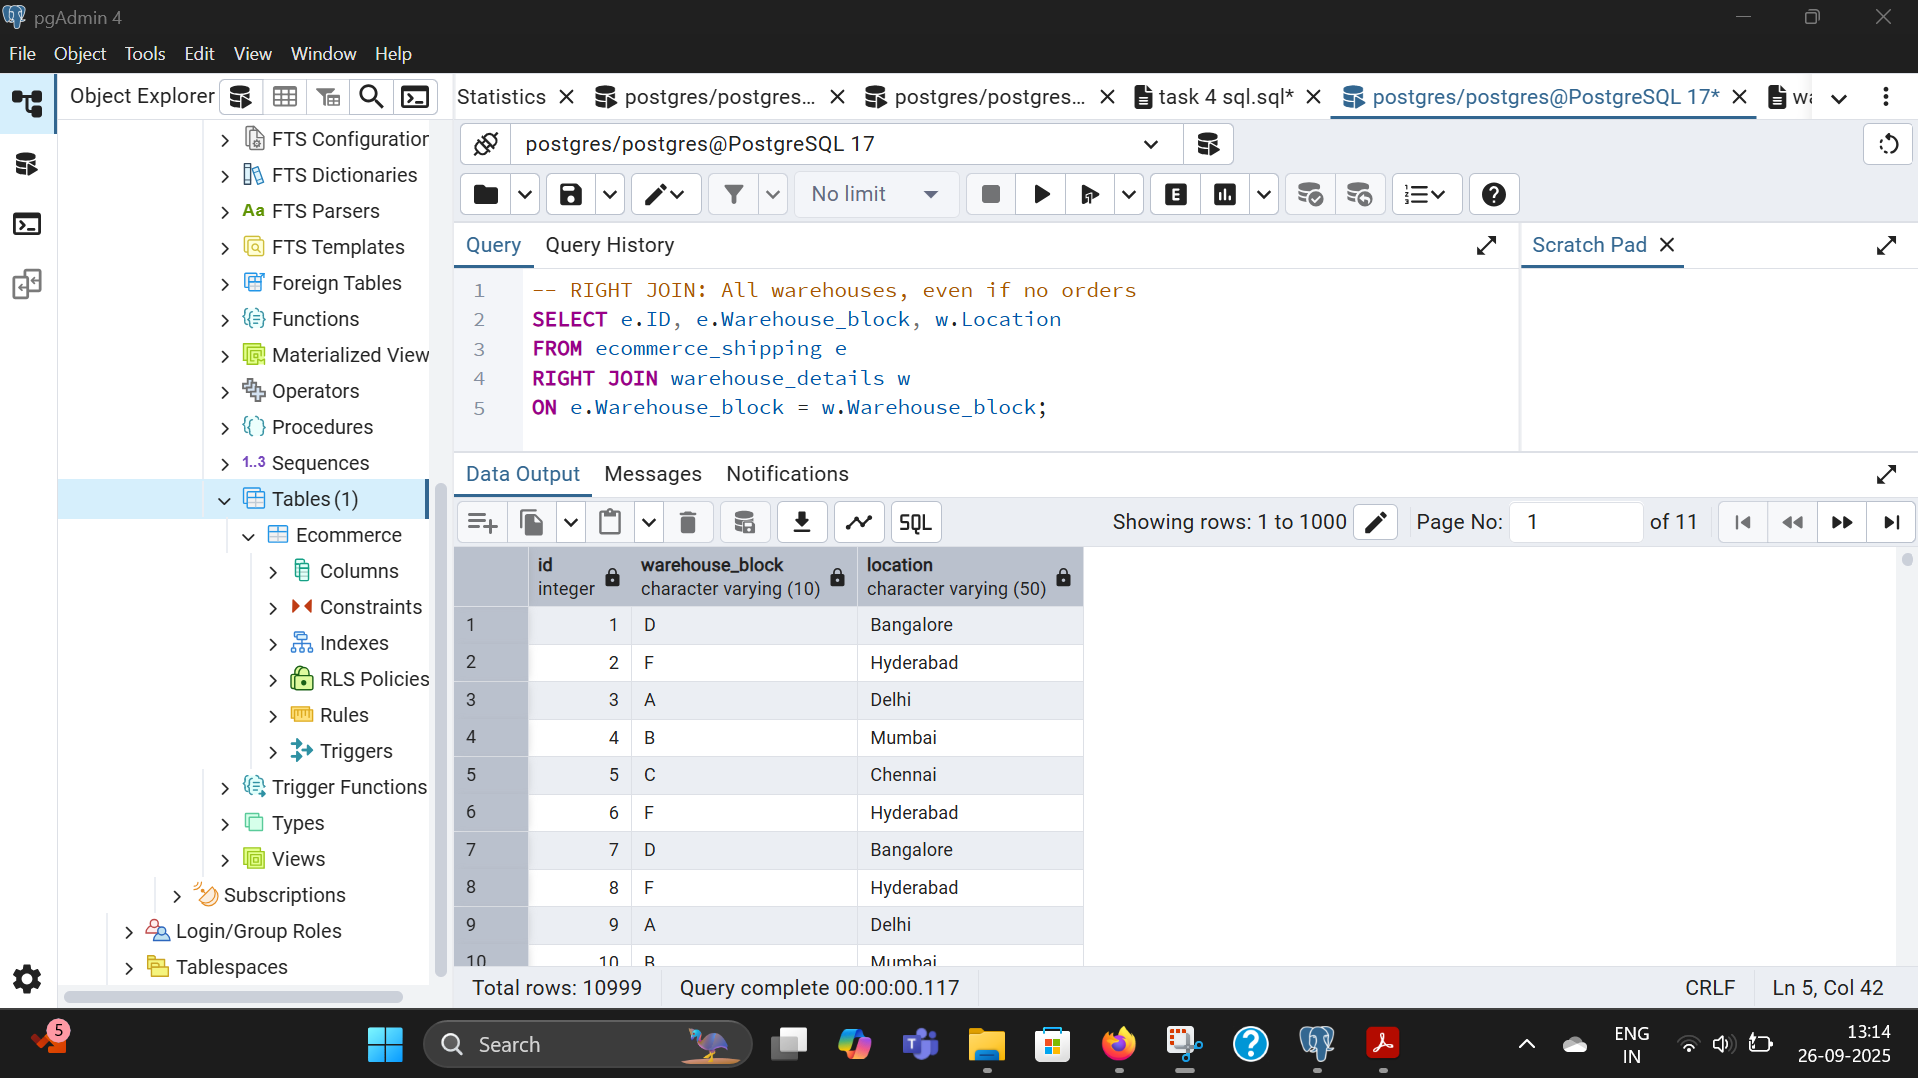 pgAdmin 4
File Object Tools Edit View Window Help
Object Explorer
Statistics
postgres/postgres...
postgres/postgres...
task 4 sql.sql*
postgres/postgres@PostgreSQL 17*
FTS Configuration
FTS Dictionaries
Aa FTS Parsers
FTS Templates
Foreign Tables
Functions
Materialized View
Operators
Procedures
1..3 Sequences
Tables (1)
Ecommerce
Columns
Constraints
Indexes
RLS Policies
Rules
Triggers
Trigger Functions
Types
Views
Subscriptions
Login/Group Roles
Tablespaces
postgres/postgres@PostgreSQL 17
No limit
E
Query Query History
Scratch Pad
1 -- RIGHT JOIN: All warehouses, even if no orders
2 SELECT e.ID, e.Warehouse_block, w.Location
3 FROM ecommerce_shipping e
4 RIGHT JOIN warehouse_details w
5 ON e.Warehouse_block = w.Warehouse_block;
Data Output Messages Notifications
SQL
Showing rows: 1 to 1000
Page No: 1 of 11
id warehouse_block location
integer character varying (10) character varying (50)
1 1 D Bangalore
2 2 F Hyderabad
3 3 A Delhi
4 4 B Mumbai
5 5 C Chennai
6 6 F Hyderabad
7 7 D Bangalore
8 8 F Hyderabad
9 9 A Delhi
10 10 B Mumbai
Total rows: 10999 Query complete 00:00:00.117 CRLF Ln 5, Col 42
5
Search
ENG
IN
13:14
26-09-2025